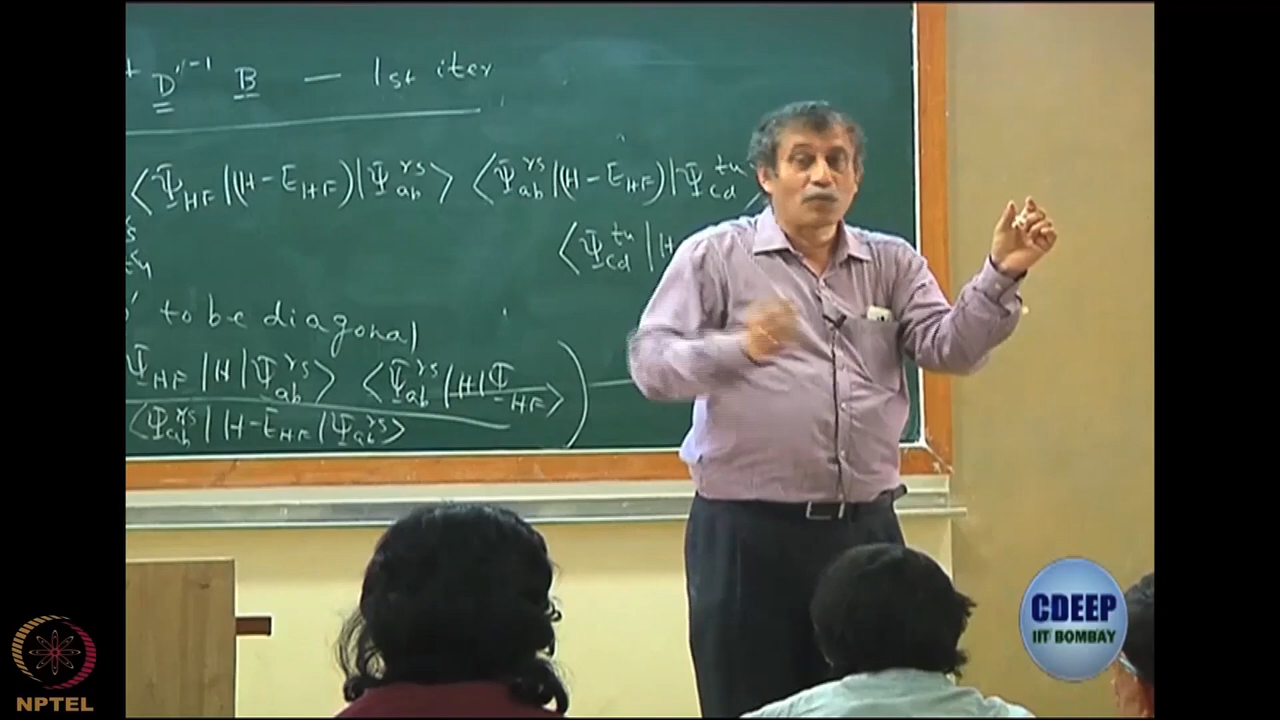 † D'⁻¹ B — 1st iter
⟨Ψ_HF|(H-E_HF)|Ψ_ab^rs⟩ ⟨Ψ_ab^rs|(H-E_HF)|Ψ_cd^tu⟩
⟨Ψ_cd^tu|H
to be diagonal
Ψ_HF|H|Ψ_ab^rs⟩ ⟨Ψ_ab^rs|H|Ψ_HF⟩) —
⟨Ψ_ab^rs|H-E_HF|Ψ_ab^rs⟩
CDEEP
IIT BOMBAY
NPTEL